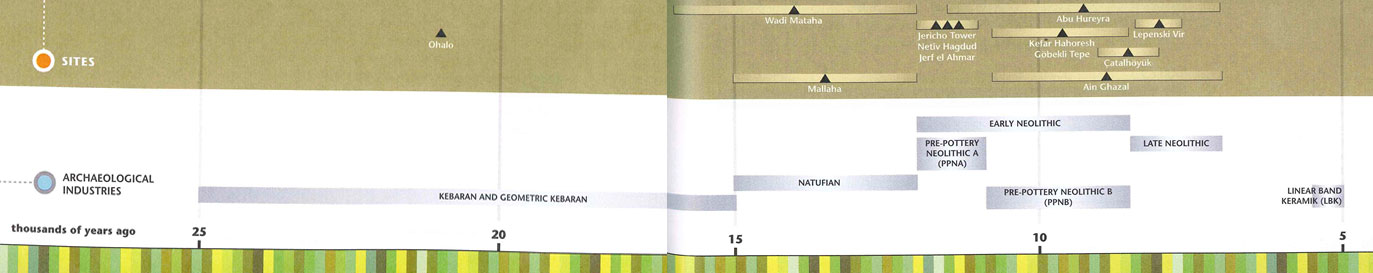 Wadi Mataha
Abu Hureyra
Ohalo
Jericho Tower
Netiv Hagdud
Jerf el Ahmar
Lepenski Vir
Kefar Hahoresh
Göbekli Tepe
SITES
Çatalhöyük
Mallaha
Ain Ghazal
EARLY NEOLITHIC
PRE-POTTERY
NEOLITHIC A
(PPNA)
LATE NEOLITHIC
ARCHAEOLOGICAL
INDUSTRIES
NATUFIAN
KEBARAN AND GEOMETRIC KEBARAN
PRE-POTTERY NEOLITHIC B
(PPNB)
LINEAR BAND
KERAMIK (LBK)
thousands of years ago
25
20
15
10
5